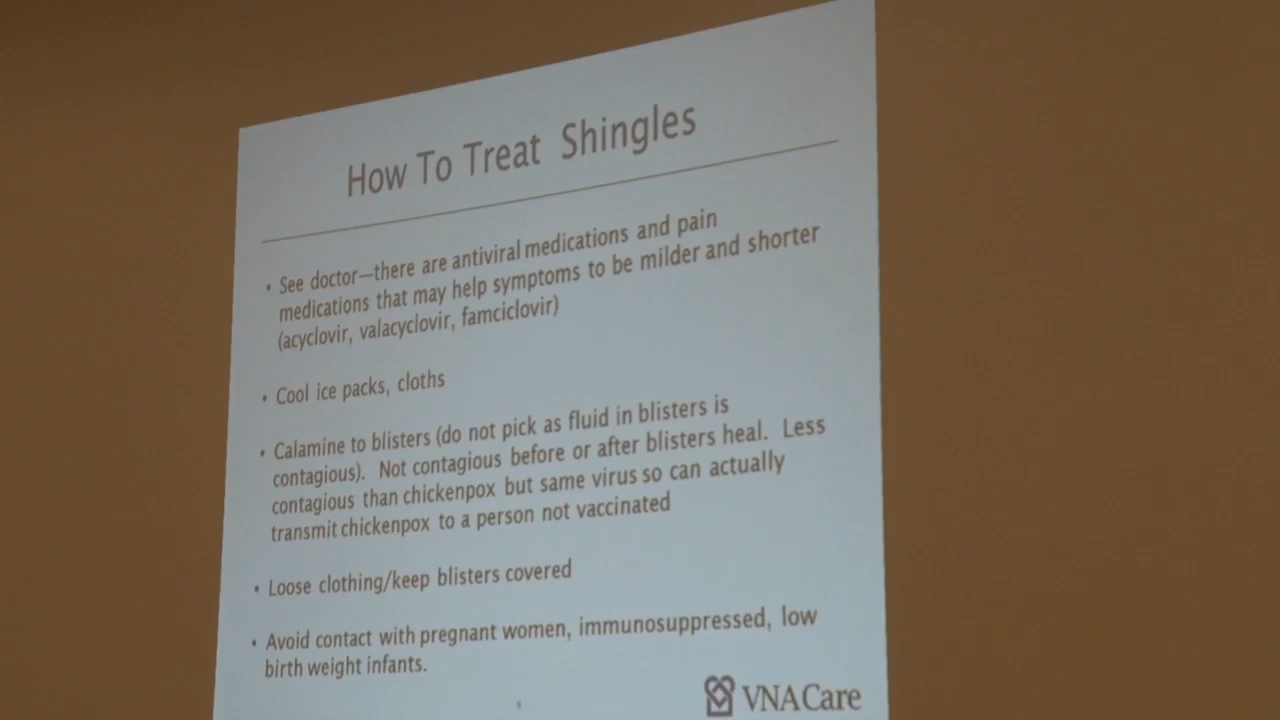 How To Treat Shingles
• See doctor—there are antiviral medications and pain
medications that may help symptoms to be milder and shorter
(acyclovir, valacyclovir, famciclovir)
• Cool ice packs, cloths
• Calamine to blisters (do not pick as fluid in blisters is
contagious). Not contagious before or after blisters heal. Less
contagious than chickenpox but same virus so can actually
transmit chickenpox to a person not vaccinated
• Loose clothing/keep blisters covered
• Avoid contact with pregnant women, immunosuppressed, low
birth weight infants.
VNA Care